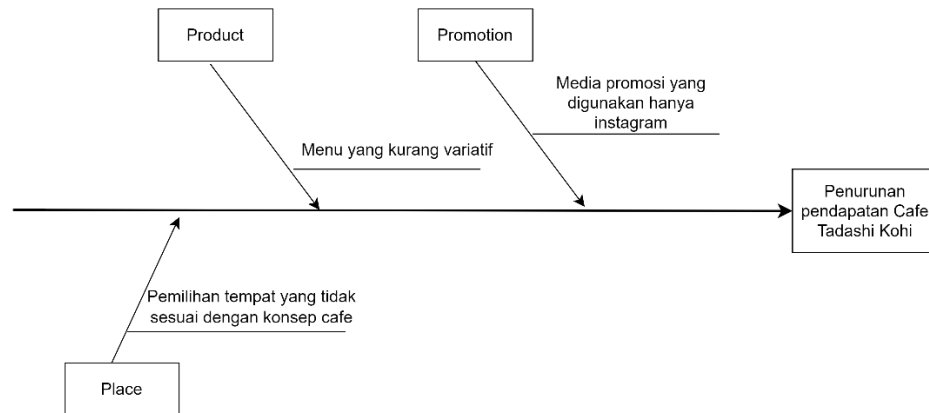 Product
Promotion
Media promosi yang
digunakan hanya
instagram
Menu yang kurang variatif
Penurunan
pendapatan Cafe
Tadashi Kohi
Pemilihan tempat yang tidak
sesuai dengan konsep cafe
Place